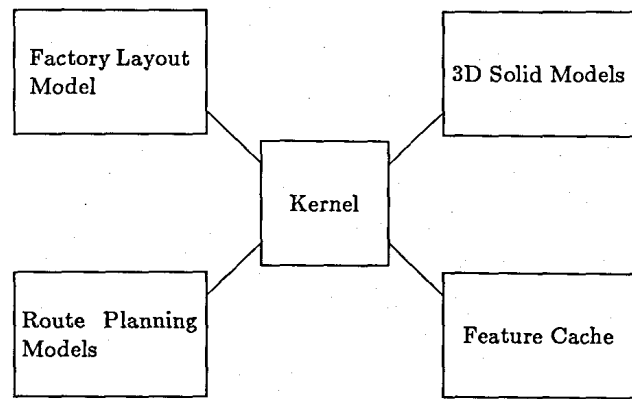 Factory Layout
Model
3D Solid Models
Kernel
Route Planning
Models
Feature Cache